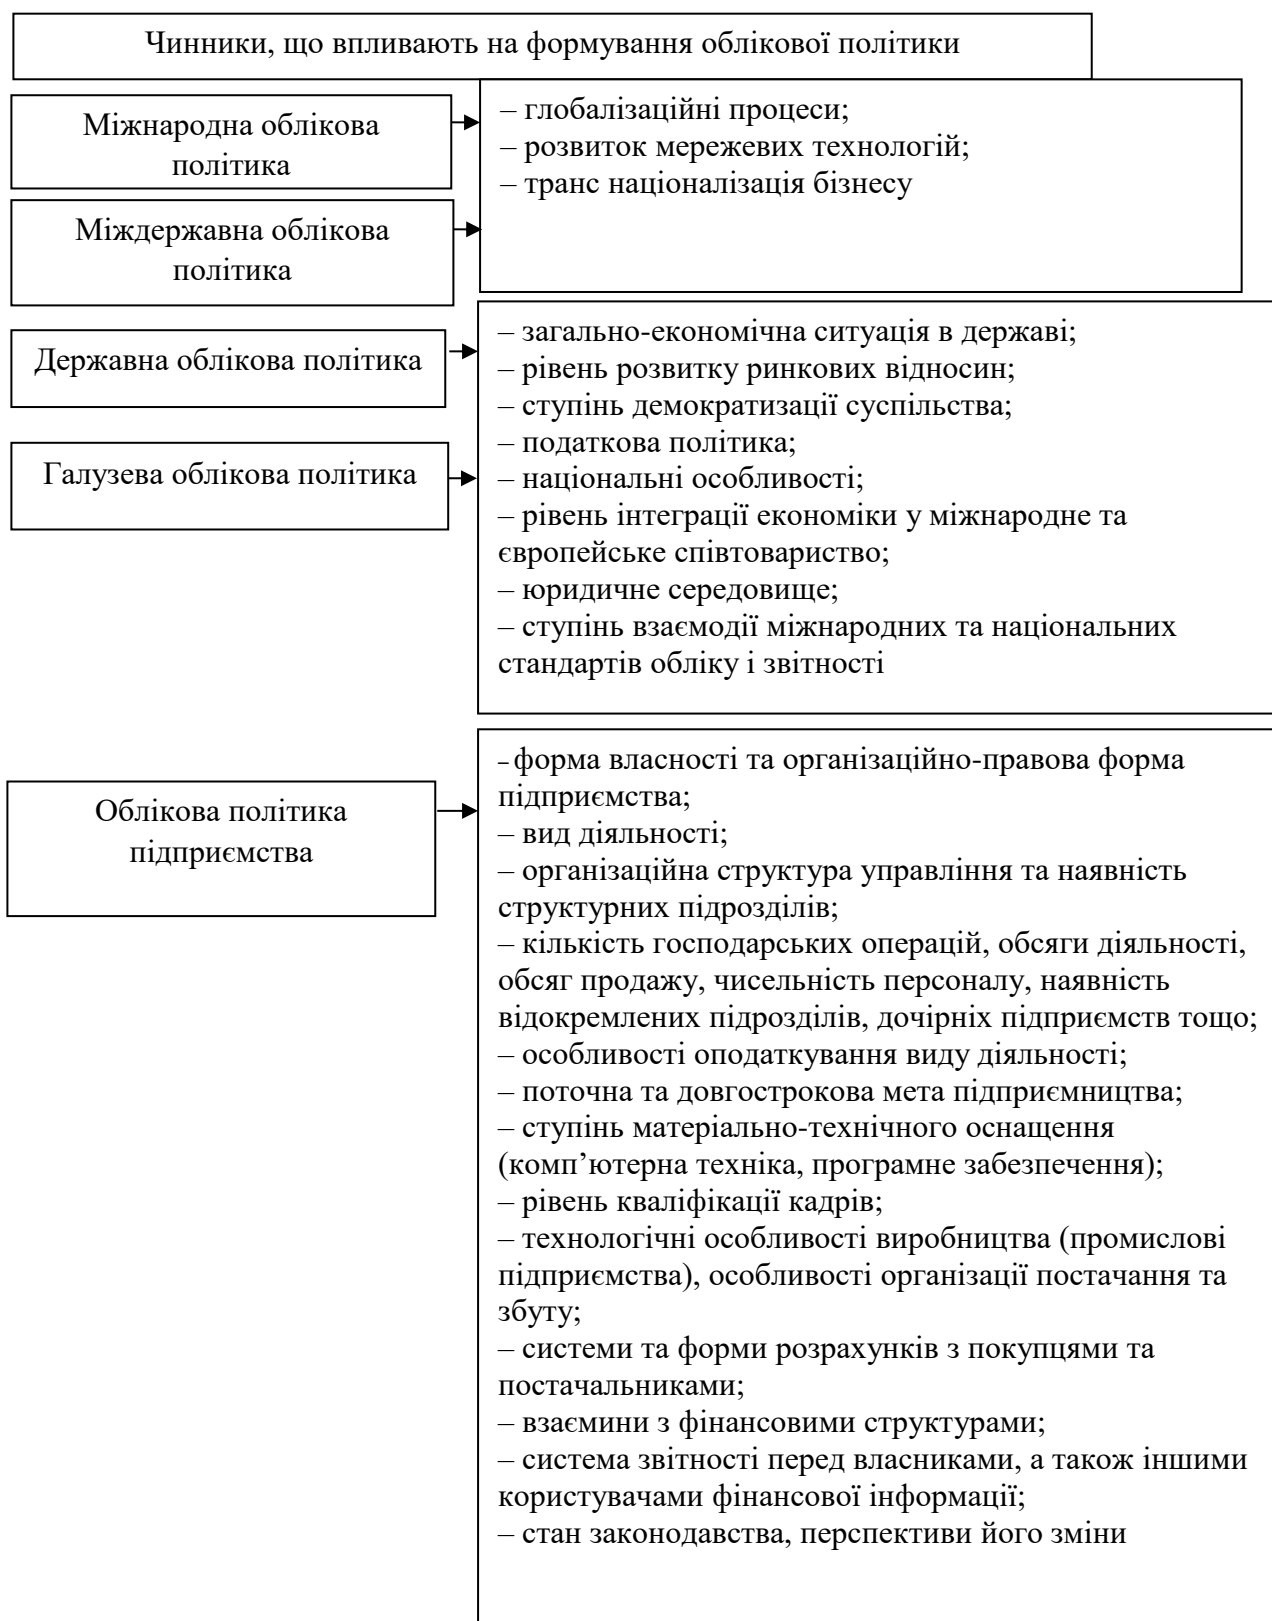 Чинники, що впливають на формування облікової політики
Міжнародна облікова
політика
– глобалізаційні процеси;
– розвиток мережевих технологій;
– транс націоналізація бізнесу
Міждержавна облікова
політика
Державна облікова політика
Галузева облікова політика
– загально-економічна ситуація в державі;
– рівень розвитку ринкових відносин;
– ступінь демократизації суспільства;
– податкова політика;
– національні особливості;
– рівень інтеграції економіки у міжнародне та
європейське співтовариство;
– юридичне середовище;
– ступінь взаємодії міжнародних та національних
стандартів обліку і звітності
Облікова політика
підприємства
– форма власності та організаційно-правова форма
підприємства;
– вид діяльності;
– організаційна структура управління та наявність
структурних підрозділів;
– кількість господарських операцій, обсяги діяльності,
обсяг продажу, чисельність персоналу, наявність
відокремлених підрозділів, дочірніх підприємств тощо;
– особливості оподаткування виду діяльності;
– поточна та довгострокова мета підприємництва;
– ступінь матеріально-технічного оснащення
(комп’ютерна техніка, програмне забезпечення);
– рівень кваліфікації кадрів;
– технологічні особливості виробництва (промислові
підприємства), особливості організації постачання та
збуту;
– системи та форми розрахунків з покупцями та
постачальниками;
– взаємини з фінансовими структурами;
– система звітності перед власниками, а також іншими
користувачами фінансової інформації;
– стан законодавства, перспективи його зміни